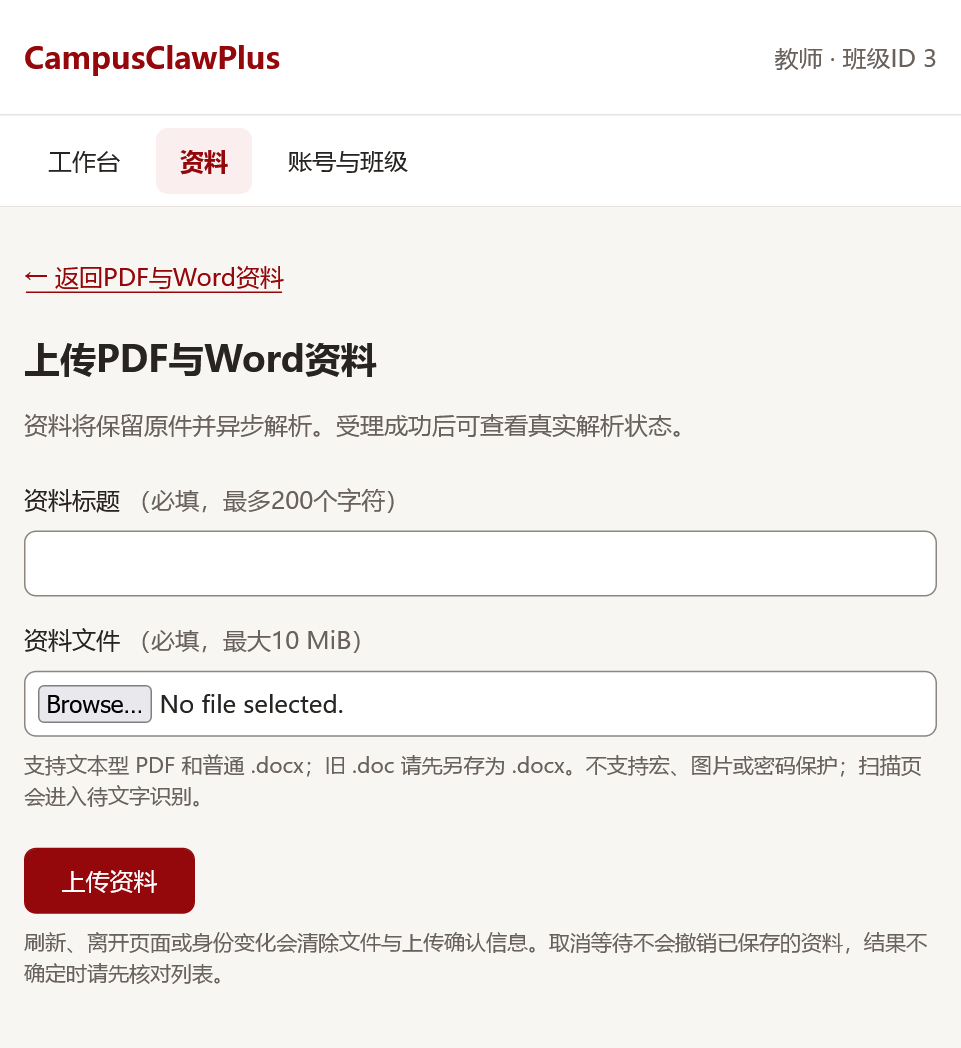 CampusClawPlus
教师 · 班级ID 3
工作台
资料
账号与班级
← 返回PDF与Word资料
上传PDF与Word资料
资料将保留原件并异步解析。受理成功后可查看真实解析状态。
资料标题 （必填，最多200个字符）
资料文件 （必填，最大10 MiB）
Browse... No file selected.
支持文本型 PDF 和普通 .docx；旧 .doc 请先另存为 .docx。不支持宏、图片或密码保护；扫描页
会进入待文字识别。
上传资料
刷新、离开页面或身份变化会清除文件与上传确认信息。取消等待不会撤销已保存的资料，结果不
确定时请先核对列表。